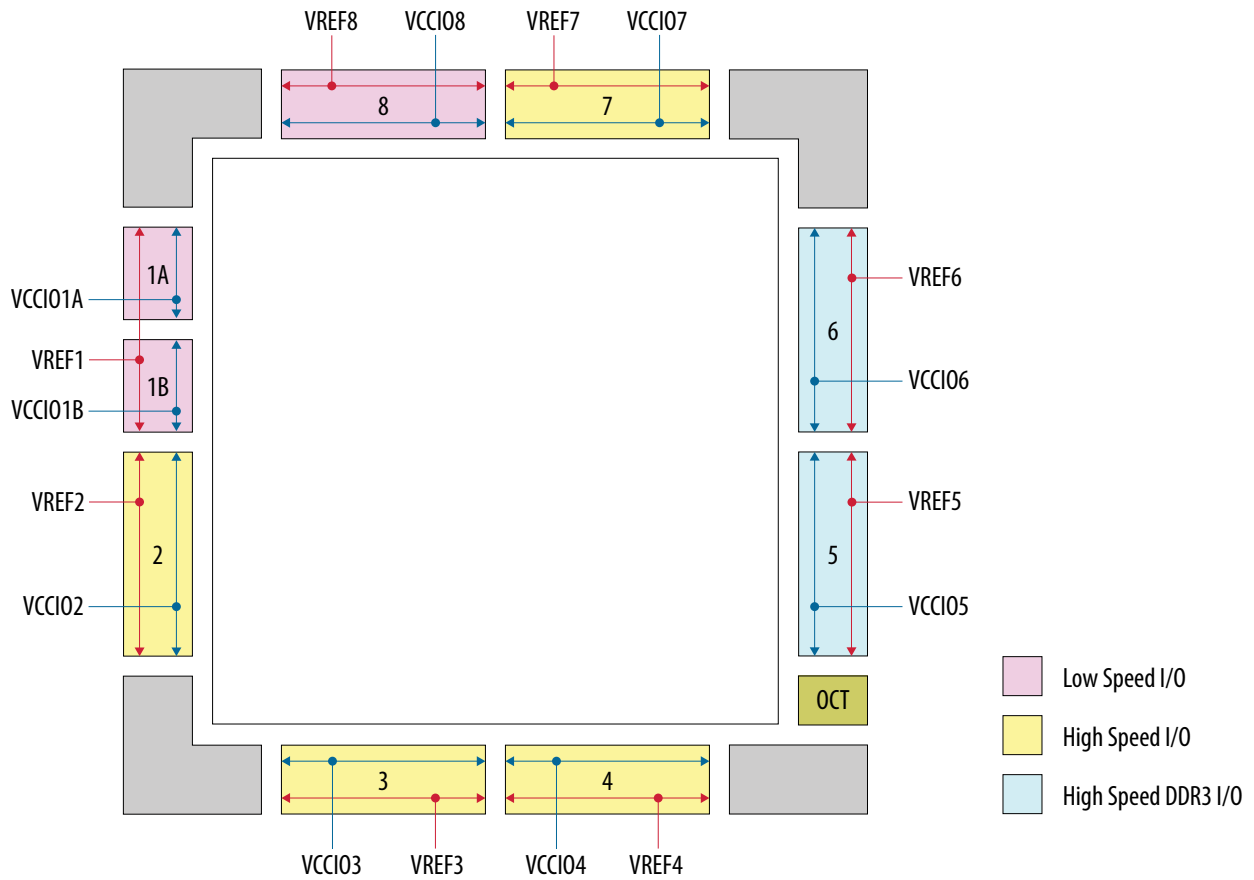 VREF8
VCCIO8
VREF7
VCCIO7
8
7
1A
VCCIO1A
VREF1
1B
VCCIO1B
VREF2
2
VCCIO2
VREF6
6
VCCIO6
VREF5
5
VCCIO5
OCT
Low Speed I/O
High Speed I/O
High Speed DDR3 I/O
3
4
VCCIO3
VREF3
VCCIO4
VREF4